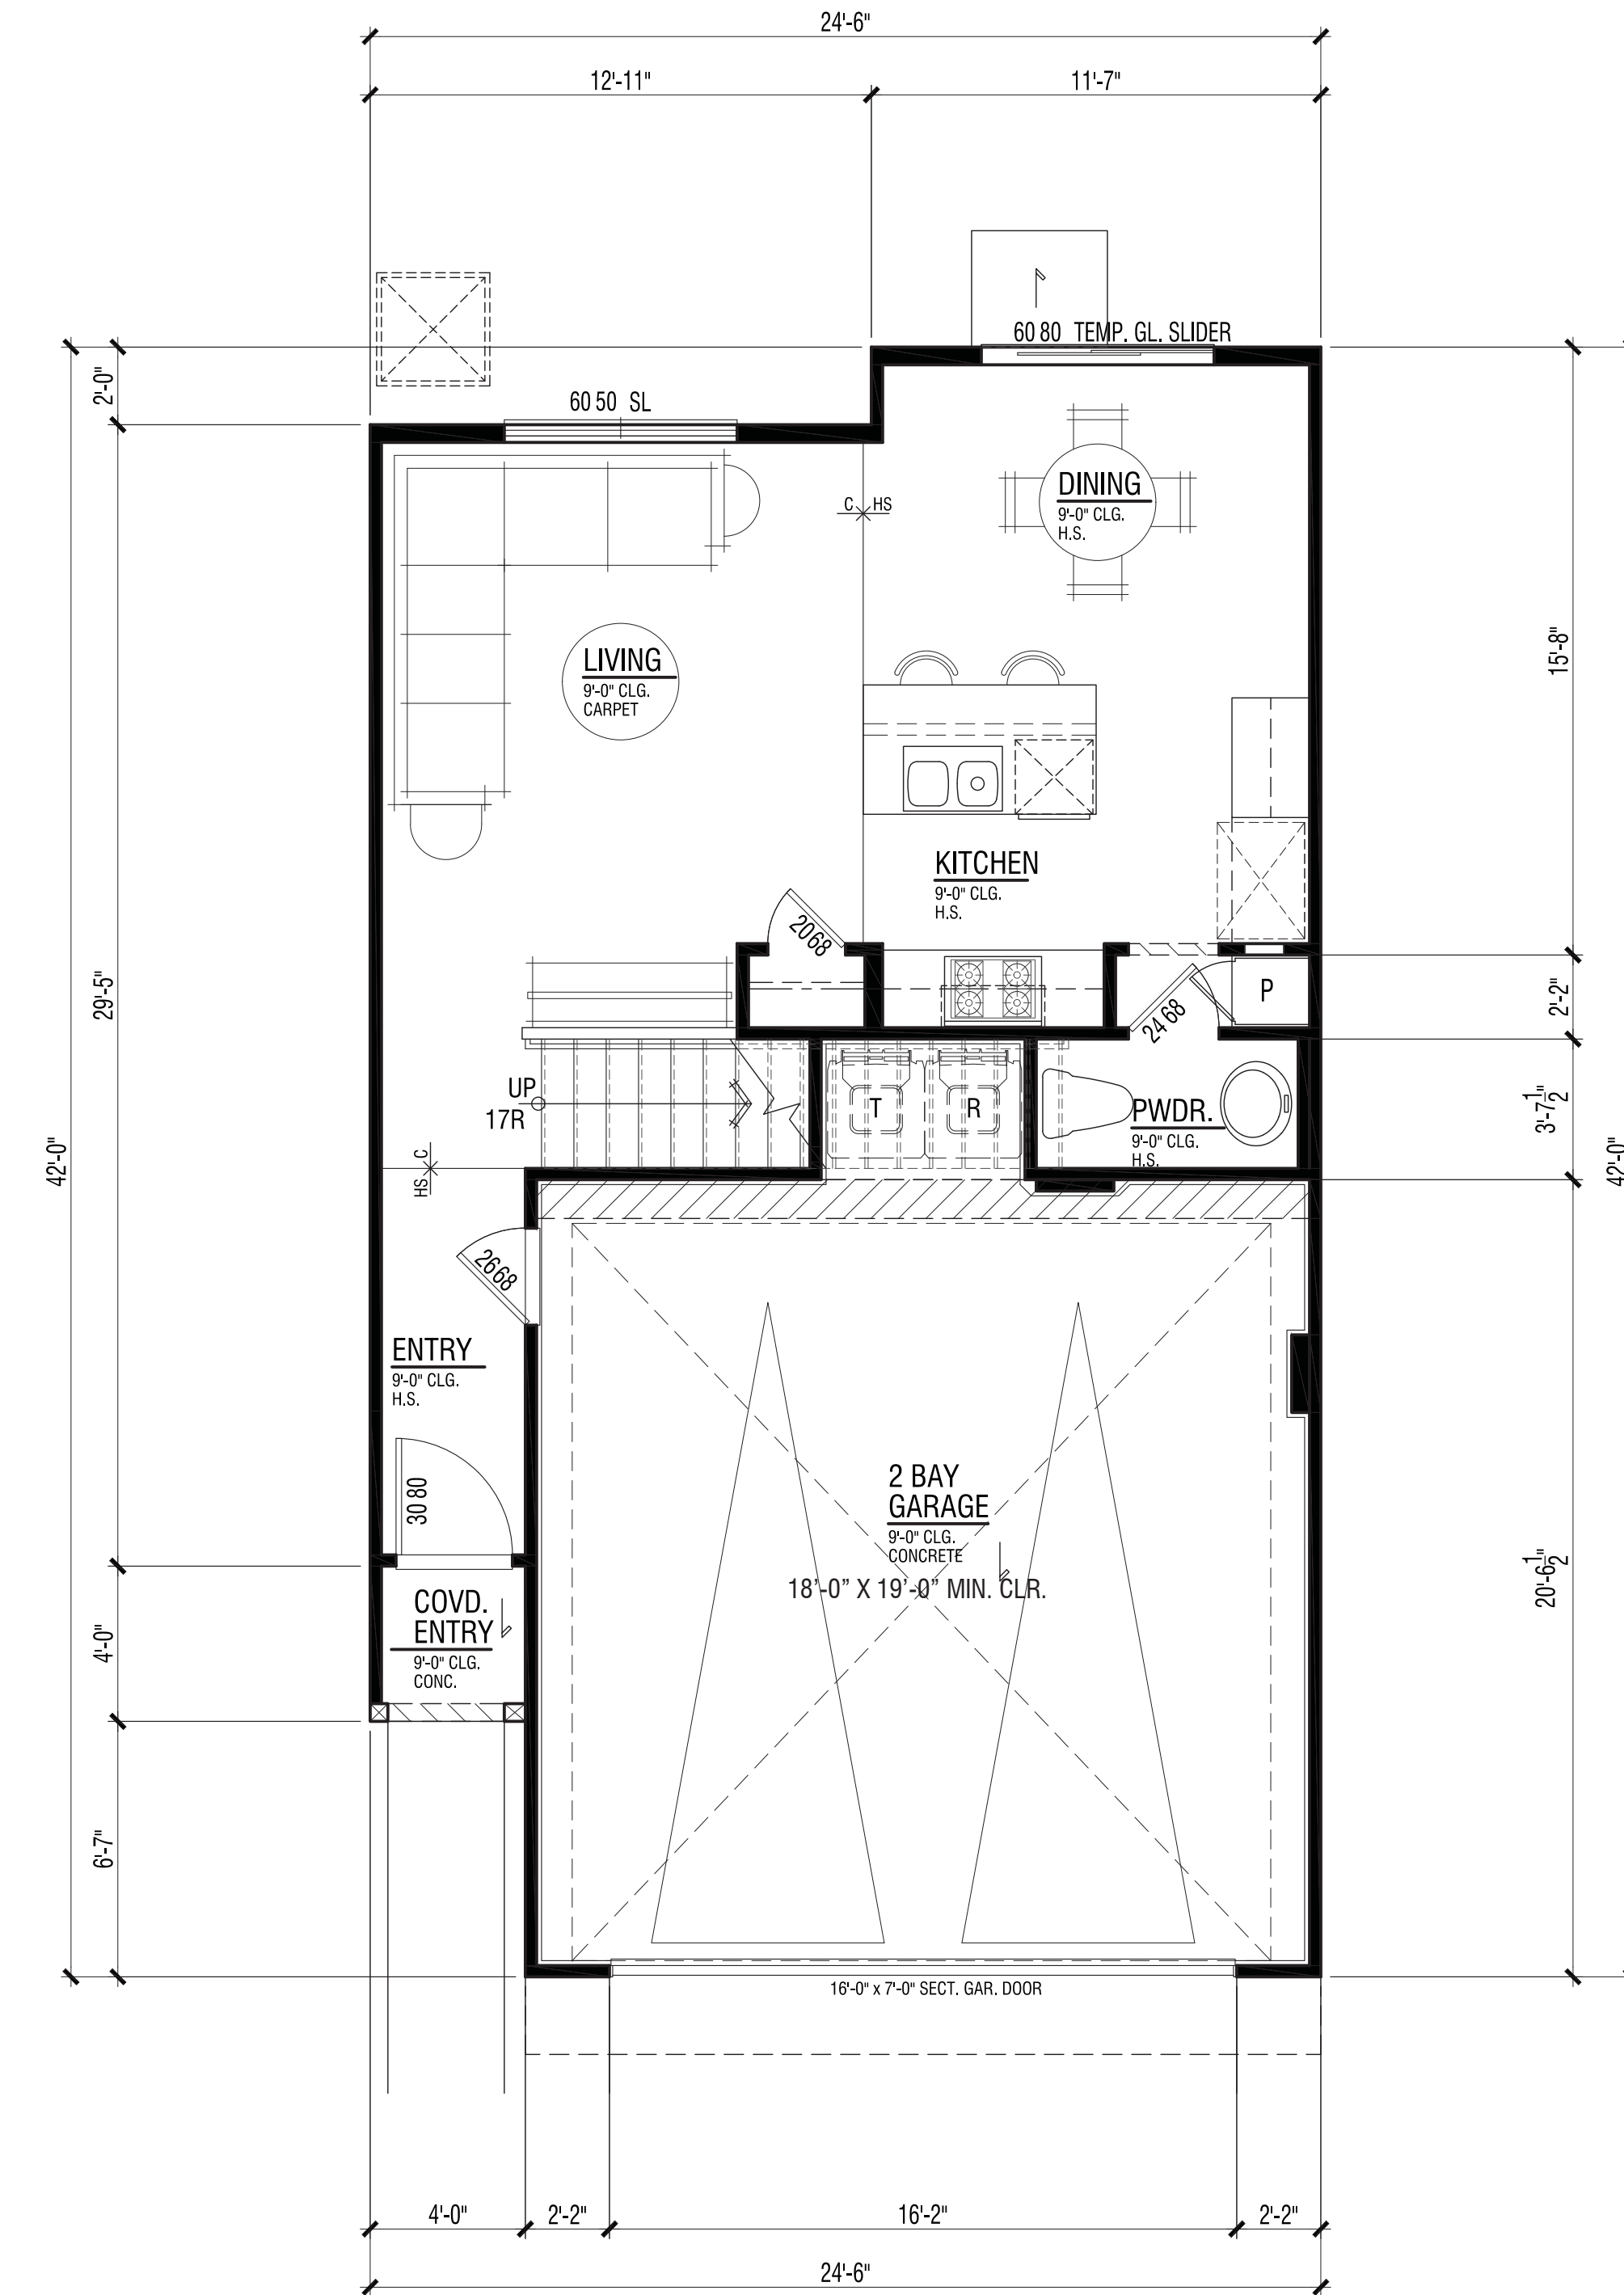 24'-6"
12'-11"
11'-7"
60 80 TEMP. GL. SLIDER
2'-0"
60 50 SL
C HS
DINING
9'-0" CLG.
H.S.
LIVING
9'-0" CLG.
CARPET
15'-8"
KITCHEN
9'-0" CLG.
H.S.
2068
29'-5"
P
2'-2"
24 68
UP
17R
T
R
PWDR.
9'-0" CLG.
H.S.
3'-7 1/2"
42'-0"
42'-0"
HS C
2668
ENTRY
9'-0" CLG.
H.S.
30 80
2 BAY
GARAGE
9'-0" CLG.
CONCRETE
18'-0” X 19’-0” MIN. CLR.
20'-6 1/2"
COVD.
ENTRY
9'-0" CLG.
CONC.
4'-0"
6'-7"
16'-0" x 7'-0" SECT. GAR. DOOR
4'-0"
2'-2"
16'-2"
2'-2"
24'-6"